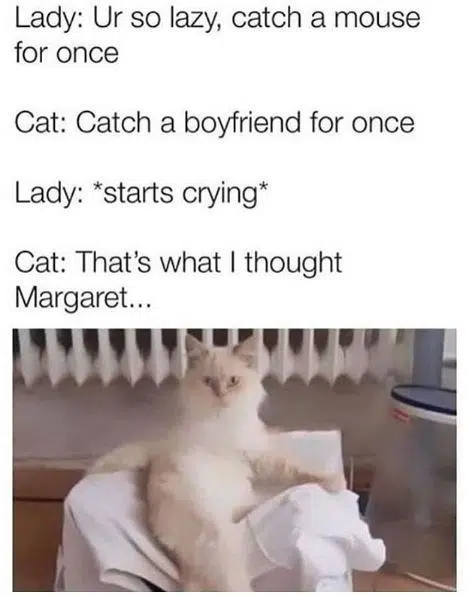 Lady: Ur so lazy, catch a mouse
for once
Cat: Catch a boyfriend for once
Lady: *starts crying*
Cat: That's what I thought
Margaret...